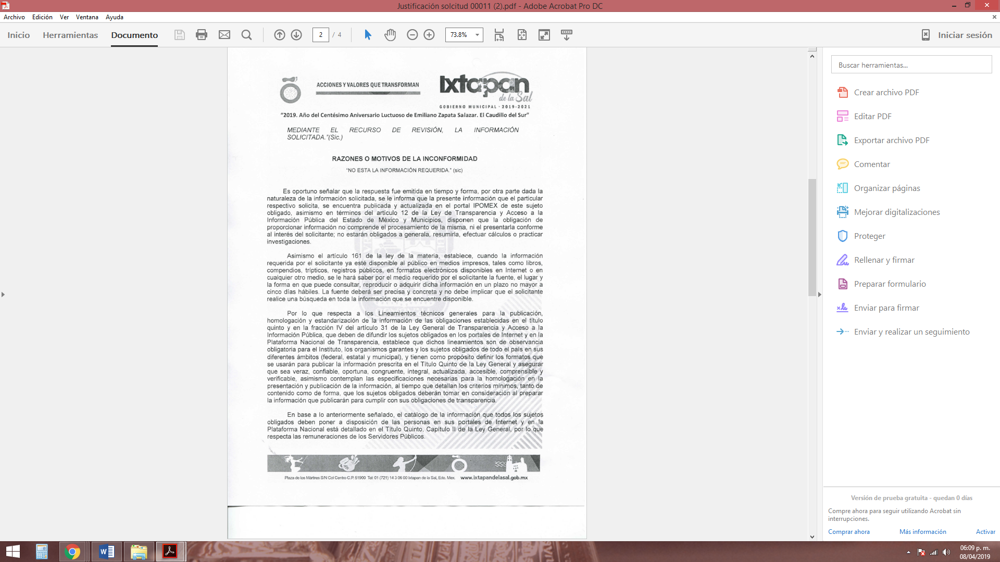 Justificación solcitud 00011 (2).pdf - Adobe Acrobat Pro DC
Archivo Edición Ver Ventana Ayuda
Inicio Herramientas Documento 2 / 4 73.8% Iniciar sesión
ACCIONES Y VALORES QUE TRANSFORMAN
Ixtapan
de la Sal
GOBIERNO MUNICIPAL - 2019-2021
“2019. Año del Centésimo Aniversario Luctuoso de Emiliano Zapata Salazar. El Caudillo del Sur”
MEDIANTE EL RECURSO DE REVISIÓN, LA INFORMACIÓN
SOLICITADA.”(Sic.)
RAZONES O MOTIVOS DE LA INCONFORMIDAD
“NO ESTA LA INFORMACIÓN REQUERIDA.” (sic)
Es oportuno señalar que la respuesta fue emitida en tiempo y forma, por otra parte dada la
naturaleza de la información solicitada, se le informa que la presente información que el particular
respectivo solicita, se encuentra publicada y actualizada en el portal IPOMEX de este sujeto
obligado, asimismo en términos del artículo 12 de la Ley de Transparencia y Acceso a la
Información Pública del Estado de México y Municipios, disponen que la obligación de
proporcionar información no comprende el procesamiento de la misma, ni el presentarla conforme
al interés del solicitante; no estarán obligados a generala, resumirla, efectuar cálculos o practicar
investigaciones.
Asimismo el artículo 161 de la ley de la materia, establece, cuando la información
requerida por el solicitante ya esté disponible al público en medios impresos, tales como libros,
compendios, trípticos, registros públicos, en formatos electrónicos disponibles en Internet o en
cualquier otro medio, se le hará saber por el medio requerido por el solicitante la fuente, el lugar y
la forma en que puede consultar, reproducir o adquirir dicha información en un plazo no mayor a
cinco días hábiles. La fuente deberá ser precisa y concreta y no debe implicar que el solicitante
realice una búsqueda en toda la información que se encuentre disponible.
Por lo que respecta a los Lineamientos técnicos generales para la publicación,
homologación y estandarización de la información de las obligaciones establecidas en el título
quinto y en la fracción IV del artículo 31 de la Ley General de Transparencia y Acceso a la
Información Pública, que deben de difundir los sujetos obligados en los portales de Internet y en la
Plataforma Nacional de Transparencia, establece que dichos lineamientos son de observancia
obligatoria para el Instituto, los organismos garantes y los sujetos obligados de todo el país en sus
diferentes ámbitos (federal, estatal y municipal), y tienen como propósito definir los formatos que
se usarán para publicar la información prescrita en el Título Quinto de la Ley General y asegurar
que sea veraz, confiable, oportuna, congruente, integral, actualizada, accesible, comprensible y
verificable, asimismo contemplan las especificaciones necesarias para la homologación en la
presentación y publicación de la información, al tiempo que detallan los criterios mínimos, tanto de
contenido como de forma, que los sujetos obligados deberán tomar en consideración al preparar
la información que publicarán para cumplir con sus obligaciones de transparencia.
En base a lo anteriormente señalado, el catálogo de la información que todos los sujetos
obligados deben poner a disposición de las personas en sus portales de Internet y en la
Plataforma Nacional está detallado en el Título Quinto, Capítulo II de la Ley General, por lo que
respecta las remuneraciones de los Servidores Públicos.
Plaza de los Mártires S/N Col Centro C.P. 51900 Tel: 01 (721) 14 3 06 00 Ixtapan de la Sal, Edo. Mex. www.ixtapandelasal.gob.mx
Buscar herramientas...
Crear archivo PDF
Editar PDF
Exportar archivo PDF
Comentar
Organizar páginas
Mejorar digitalizaciones
Proteger
Rellenar y firmar
Preparar formulario
Enviar para firmar
Enviar y realizar un seguimiento
Versión de prueba gratuita - quedan 0 días
Compre ahora para seguir utilizando Acrobat sin
interrupciones.
Comprar ahora Más información Activar
06:09 p. m.
08/04/2019